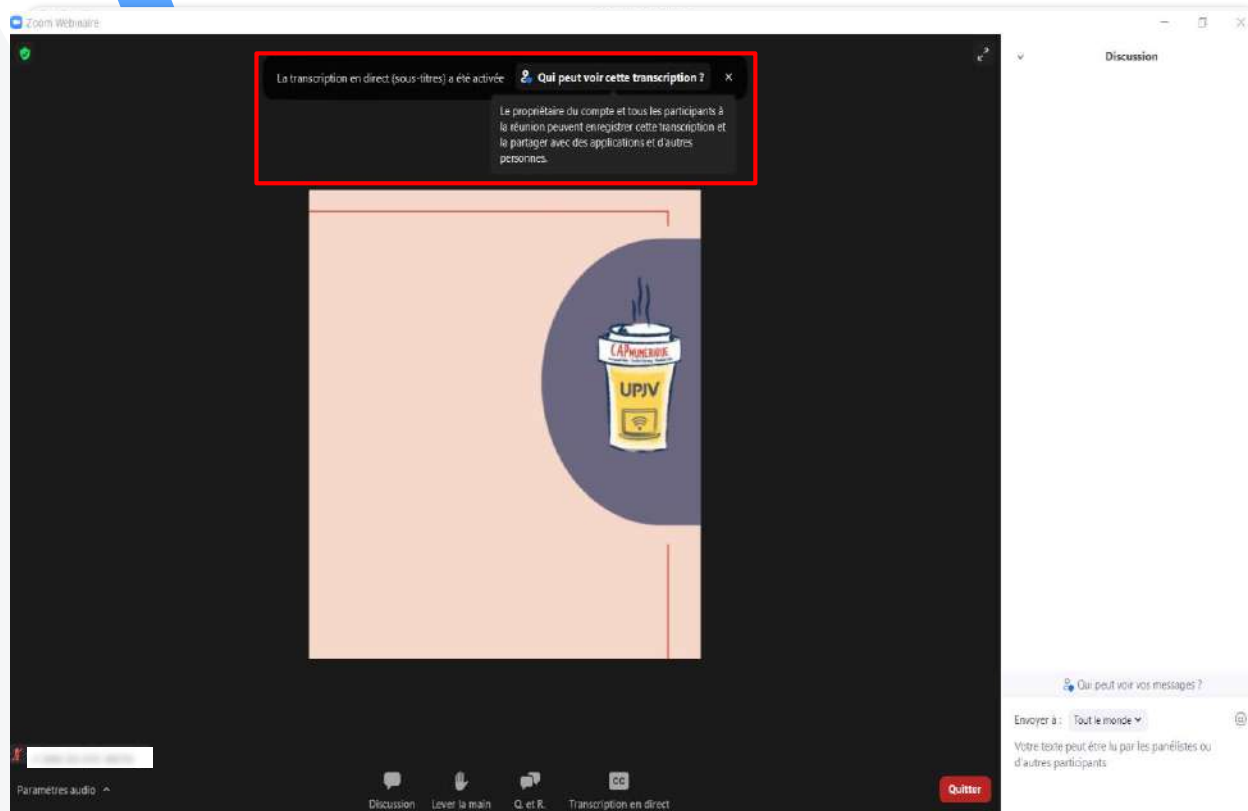 Zoom Webinaire
La transcription en direct (sous-titres) a été activée
Qui peut voir cette transcription ?
Le propriétaire du compte et tous les participants à
la réunion peuvent enregistrer cette transcription et
la partager avec des applications et d'autres
personnes.
Discussion
CAPNUMERIQUE
UPJV
Qui peut voir vos messages ?
Envoyer à : Tout le monde
Votre texte peut être lu par les panélistes ou
d'autres participants
Paramètres audio
Discussion
Lever la main
Q. et R.
CC
Transcription en direct
Quitter